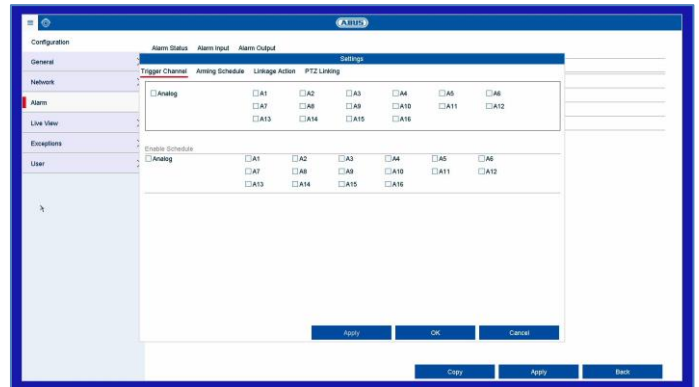 ABUS
Configuration
Alarm Status Alarm Input Alarm Output
General
Settings
Trigger Channel Arming Schedule Linkage Action PTZ Linking
Network
Analog A1 A2 A3 A4 A5 A6
Alarm
A7 A8 A9 A10 A11 A12
A13 A14 A15 A16
Live View
Exceptions
Enable Schedule
User
Analog A1 A2 A3 A4 A5 A6
A7 A8 A9 A10 A11 A12
A13 A14 A15 A16
Apply OK Cancel
Copy Apply Back